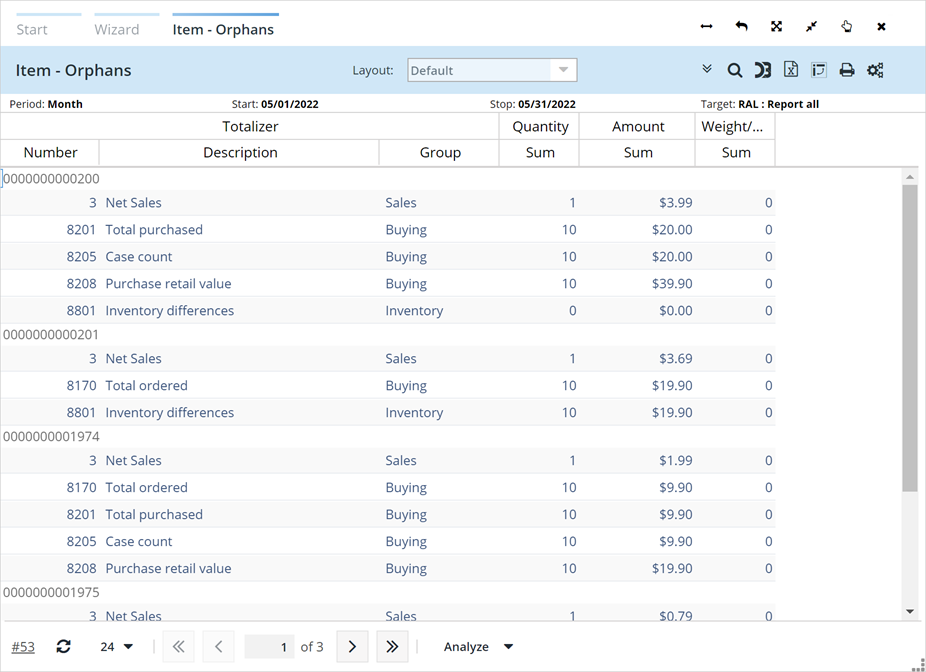 Start Wizard Item - Orphans
Item - Orphans Layout: Default
Period: Month Start: 05/01/2022 Stop: 05/31/2022 Target: RAL : Report all
Totalizer Quantity Amount Weight/...
Number Description Group Sum Sum Sum
0000000000200
3 Net Sales Sales 1 $3.99 0
8201 Total purchased Buying 10 $20.00 0
8205 Case count Buying 10 $20.00 0
8208 Purchase retail value Buying 10 $39.90 0
8801 Inventory differences Inventory 0 $0.00 0
0000000000201
3 Net Sales Sales 1 $3.69 0
8170 Total ordered Buying 10 $19.90 0
8801 Inventory differences Inventory 10 $19.90 0
0000000001974
3 Net Sales Sales 1 $1.99 0
8170 Total ordered Buying 10 $9.90 0
8201 Total purchased Buying 10 $9.90 0
8205 Case count Buying 10 $9.90 0
8208 Purchase retail value Buying 10 $19.90 0
0000000001975
3 Net Sales Sales 1 $0.79 0
#53 24 1 of 3 Analyze